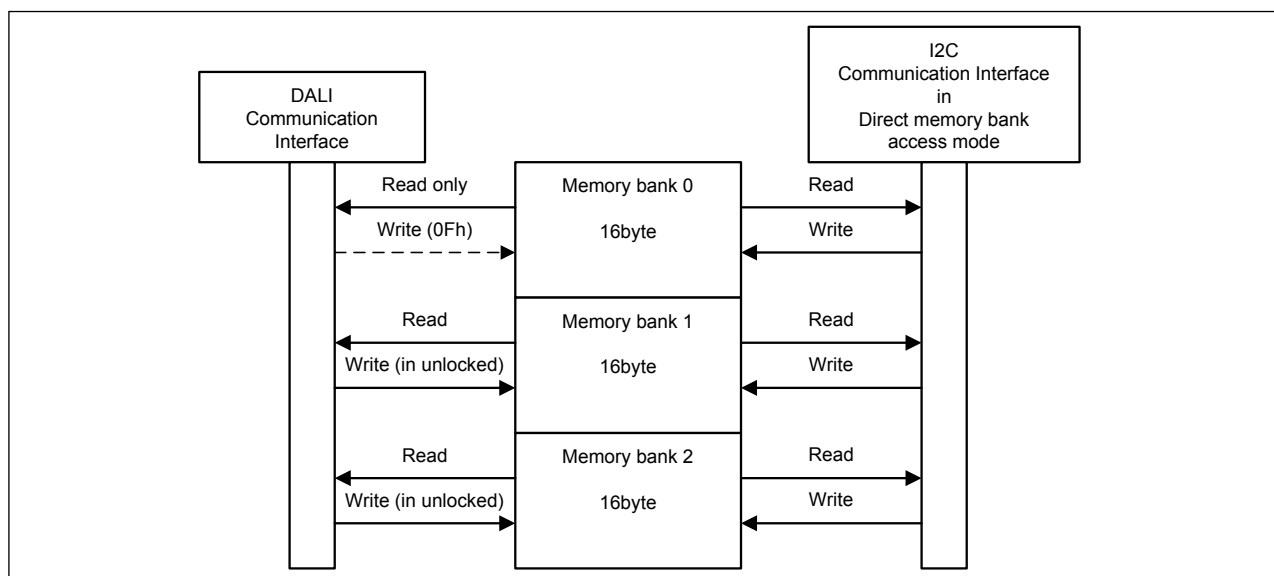 DALI
Communication
Interface
I2C
Communication Interface
in
Direct memory bank
access mode
Read only
Memory bank 0
Read
Write (0Fh)
16byte
Write
Read
Memory bank 1
Read
Write (in unlocked)
16byte
Write
Read
Memory bank 2
Read
Write (in unlocked)
16byte
Write